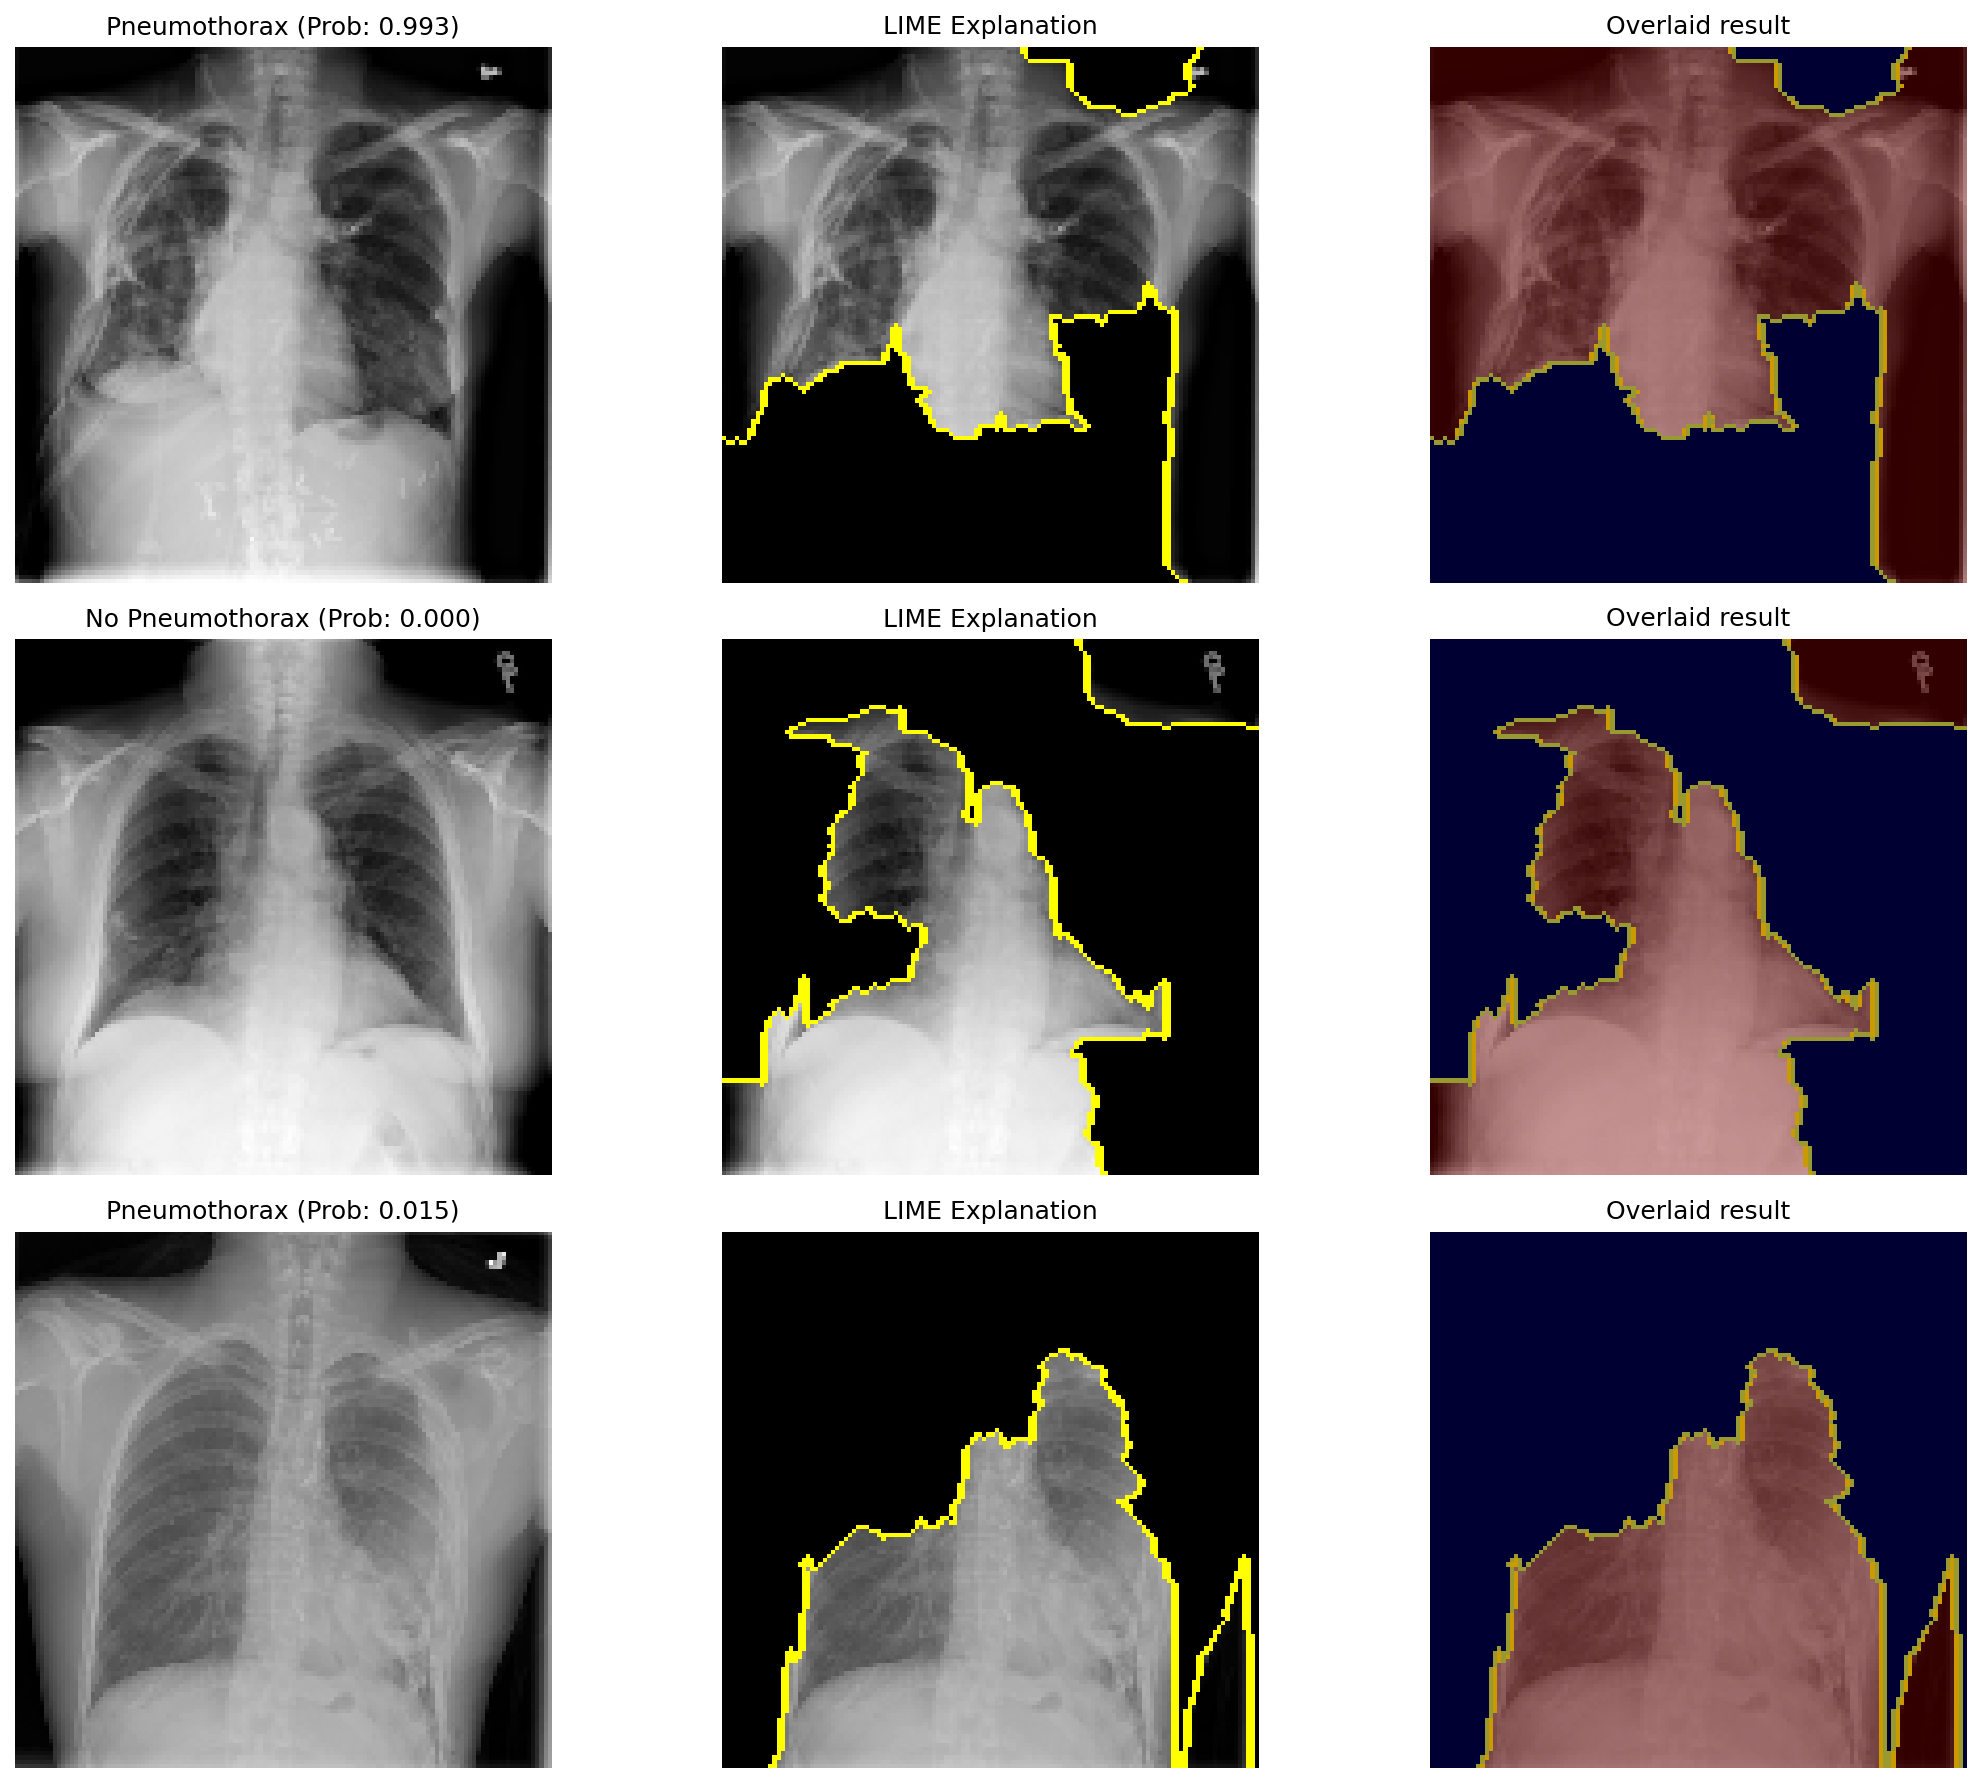 Pneumothorax (Prob: 0.993)
LIME Explanation
Overlaid result
No Pneumothorax (Prob: 0.000)
LIME Explanation
Overlaid result
Pneumothorax (Prob: 0.015)
LIME Explanation
Overlaid result